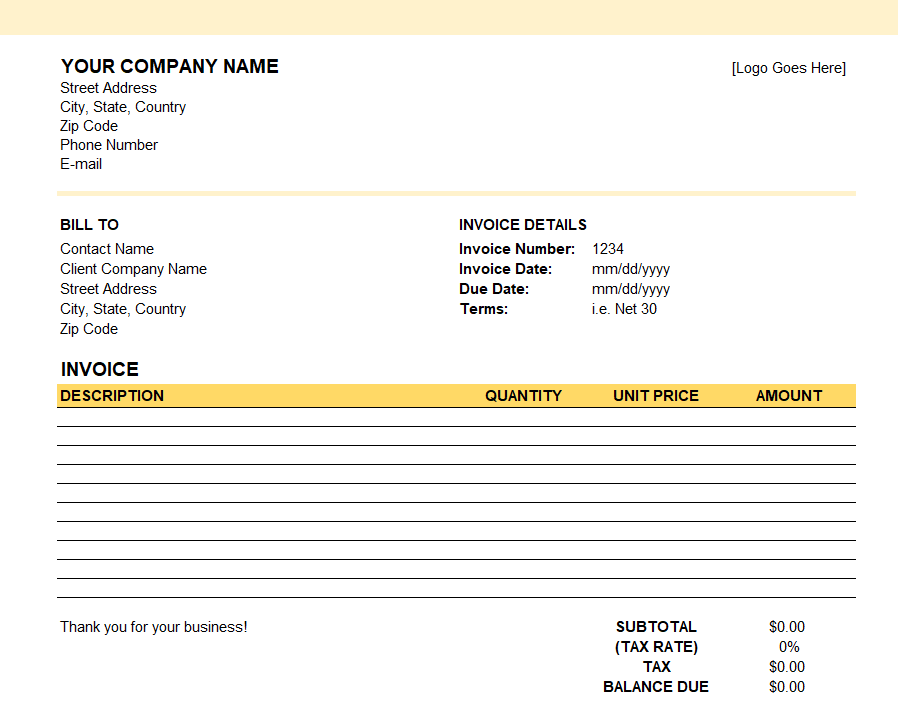 YOUR COMPANY NAME
[Logo Goes Here]
Street Address
City, State, Country
Zip Code
Phone Number
E-mail
BILL TO
Contact Name
Client Company Name
Street Address
City, State, Country
Zip Code
INVOICE DETAILS
Invoice Number: 1234
Invoice Date: mm/dd/yyyy
Due Date: mm/dd/yyyy
Terms: i.e. Net 30
INVOICE
DESCRIPTION QUANTITY UNIT PRICE AMOUNT
Thank you for your business!
SUBTOTAL $0.00
(TAX RATE) 0%
TAX $0.00
BALANCE DUE $0.00